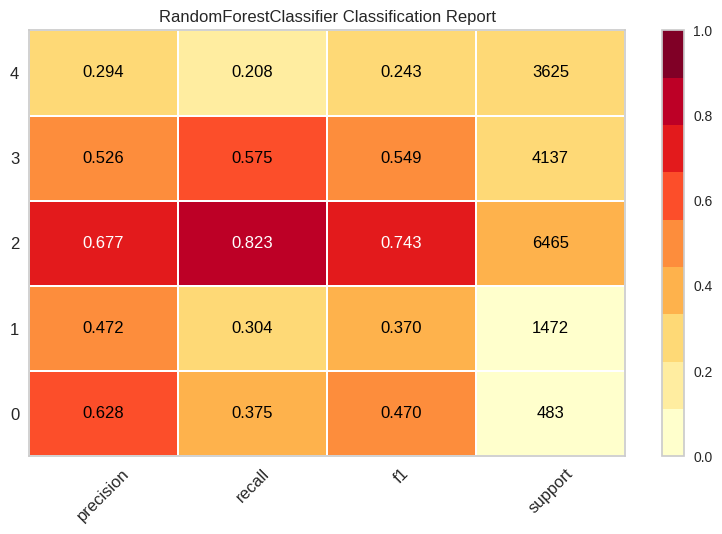 RandomForestClassifier Classification Report
4 0.294 0.208 0.243 3625
3 0.526 0.575 0.549 4137
2 0.677 0.823 0.743 6465
1 0.472 0.304 0.370 1472
0 0.628 0.375 0.470 483
precision recall f1 support
1.0
0.8
0.6
0.4
0.2
0.0